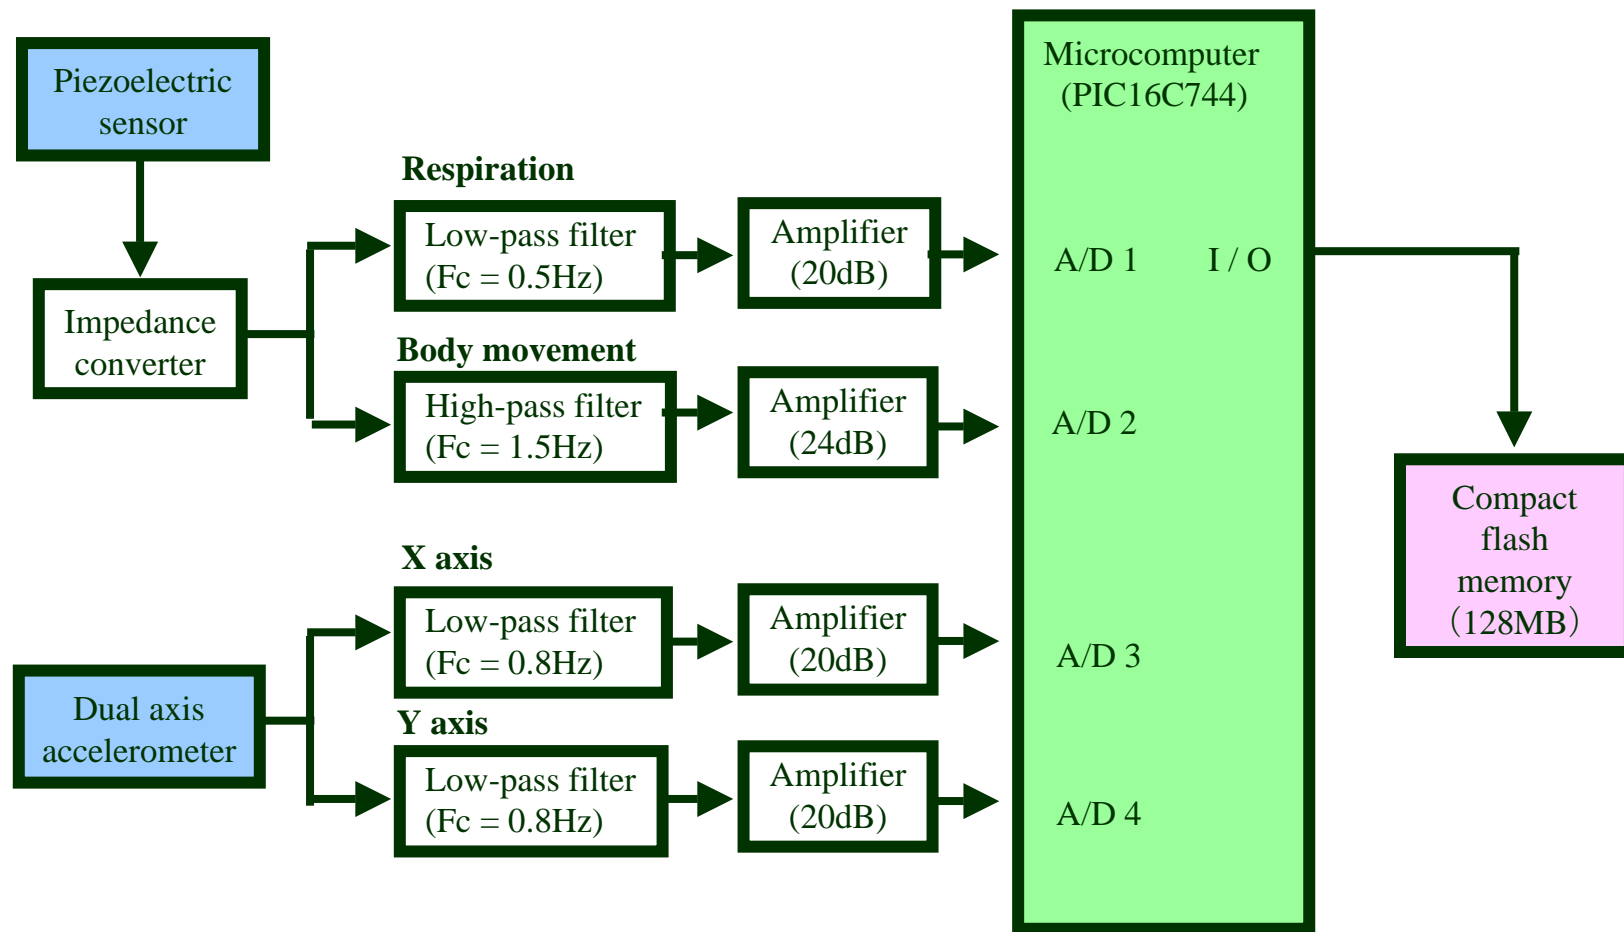 Piezoelectric
sensor
Impedance
converter
Respiration
Low-pass filter
(Fc = 0.5Hz)
Amplifier
(20dB)
Body movement
High-pass filter
(Fc = 1.5Hz)
Amplifier
(24dB)
X axis
Low-pass filter
(Fc = 0.8Hz)
Amplifier
(20dB)
Dual axis
accelerometer
Y axis
Low-pass filter
(Fc = 0.8Hz)
Amplifier
(20dB)
Microcomputer
(PIC16C744)
A/D 1 I / O
A/D 2
A/D 3
A/D 4
Compact
flash
memory
（128MB）